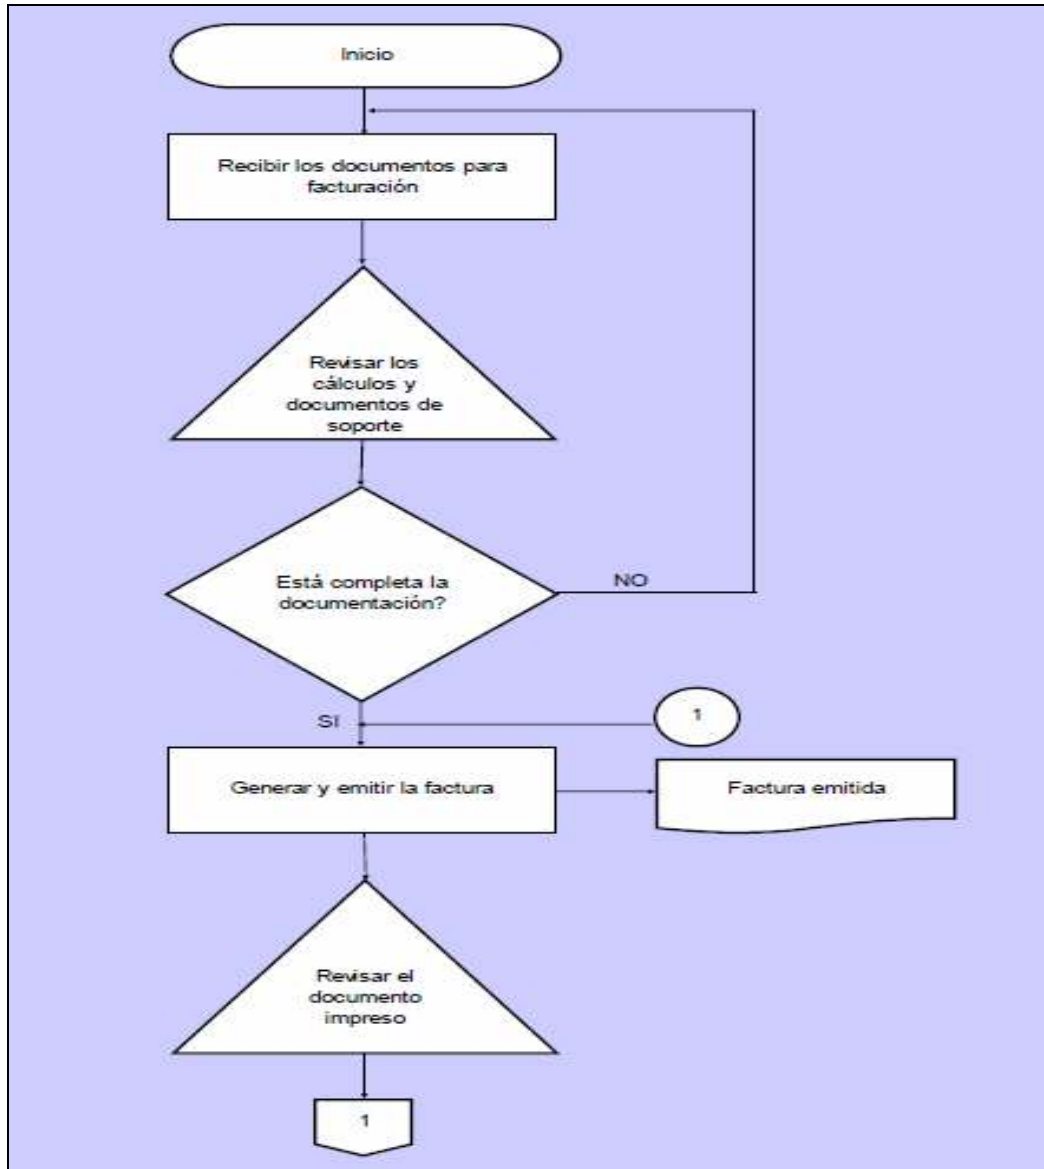 Inicio
Recibir los documentos para
facturación
Revisar los
cálculos y
documentos de
soporte
Está completa la
documentación?
NO
SI
1
Generar y emitir la factura
Factura emitida
Revisar el
documento
impreso
1